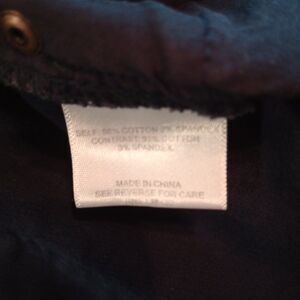 SELF: 98% COTTON 2% SPANDEX
CONTRAST: 97% COTTON
3% SPANDEX
MADE IN CHINA
SEE REVERSE FOR CARE